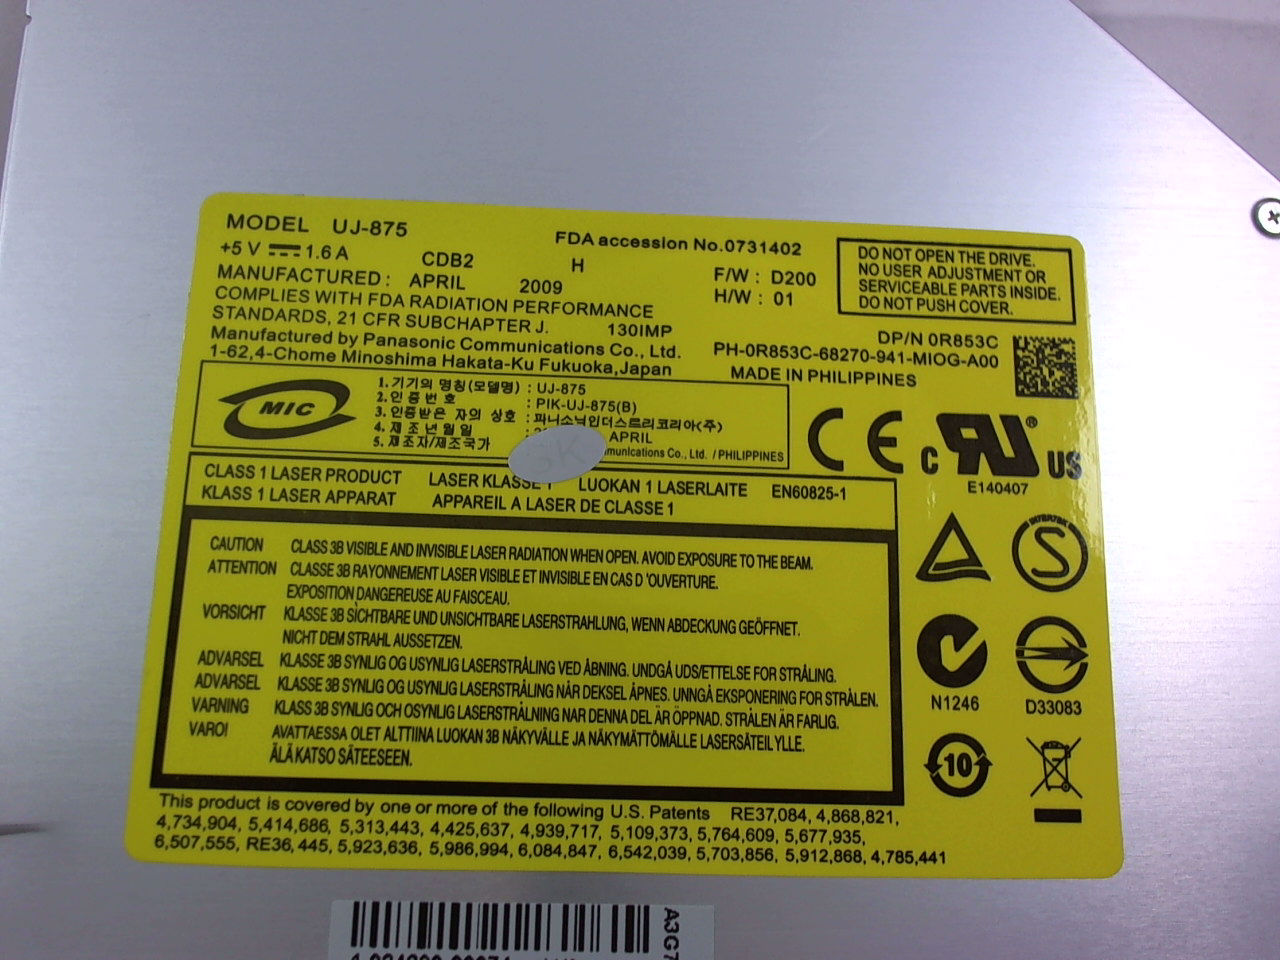 MODEL UJ-875
+5 V 1.6 A CDB2 H
FDA accession No.0731402
MANUFACTURED : APRIL 2009
F/W : D200
H/W : 01
COMPLIES WITH FDA RADIATION PERFORMANCE
STANDARDS, 21 CFR SUBCHAPTER J. 130IMP
Manufactured by Panasonic Communications Co., Ltd.
1-62,4-Chome Minoshima Hakata-Ku Fukuoka,Japan
DO NOT OPEN THE DRIVE.
NO USER ADJUSTMENT OR
SERVICEABLE PARTS INSIDE.
DO NOT PUSH COVER.
DP/N 0R853C
PH-0R853C-68270-941-MIOG-A00
MADE IN PHILIPPINES
MIC
1.기기의 명칭(모델명) : UJ-875
2.인 증 번 호 : PIK-UJ-875(B)
3.인증받은 자의 상호 : 파나소닉인더스트리코리아(주)
4.제 조 년 월 일 : APRIL
5.제조자/제조국가 Co., Ltd. / PHILIPPINES
CE
c UR ® US
E140407
CLASS 1 LASER PRODUCT LASER KLASSE 1 LUOKAN 1 LASERLAITE EN60825-1
KLASS 1 LASER APPARAT APPAREIL A LASER DE CLASSE 1
CAUTION CLASS 3B VISIBLE AND INVISIBLE LASER RADIATION WHEN OPEN. AVOID EXPOSURE TO THE BEAM.
ATTENTION CLASSE 3B RAYONNEMENT LASER VISIBLE ET INVISIBLE EN CAS D 'OUVERTURE.
EXPOSITION DANGEREUSE AU FAISCEAU.
VORSICHT KLASSE 3B SICHTBARE UND UNSICHTBARE LASERSTRAHLUNG, WENN ABDECKUNG GEÖFFNET.
NICHT DEM STRAHL AUSSETZEN.
ADVARSEL KLASSE 3B SYNLIG OG USYNLIG LASERSTRÅLING VED ÅBNING. UNDGÅ UDSÆTTELSE FOR STRÅLING.
ADVARSEL KLASSE 3B SYNLIG OG USYNLIG LASERSTRÅLING NÅR DEKSEL ÅPNES. UNNGÅ EKSPONERING FOR STRÅLEN.
VARNING KLASS 3B SYNLIG OCH OSYNLIG LASERSTRÅLNING NAR DENNA DEL ÄR ÖPPNAD. STRÅLEN ÄR FARLIG.
VARO! AVATTAESSA OLET ALTTIINA LUOKAN 3B NÄKYVÄLLE JA NÄKYMÄTTÖMÄLLE LASERSÄTEILYLLE.
ÄLÄ KATSO SÄTEESEEN.
INTERTEK
S
N1246
D33083
10
This product is covered by one or more of the following U.S. Patents RE37,084, 4,868,821,
4,734,904, 5,414,686, 5,313,443, 4,425,637, 4,939,717, 5,109,373, 5,764,609, 5,677,935,
6,507,555, RE36,445, 5,923,636, 5,986,994, 6,084,847, 6,542,039, 5,703,856, 5,912,868, 4,785,441